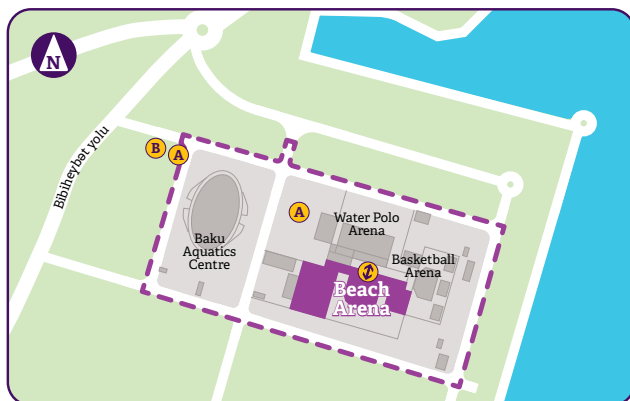 N
Bibiheybət yolu
B
A
A
Water Polo
Arena
Baku
Aquatics
Centre
Basketball
Arena
Beach
Arena